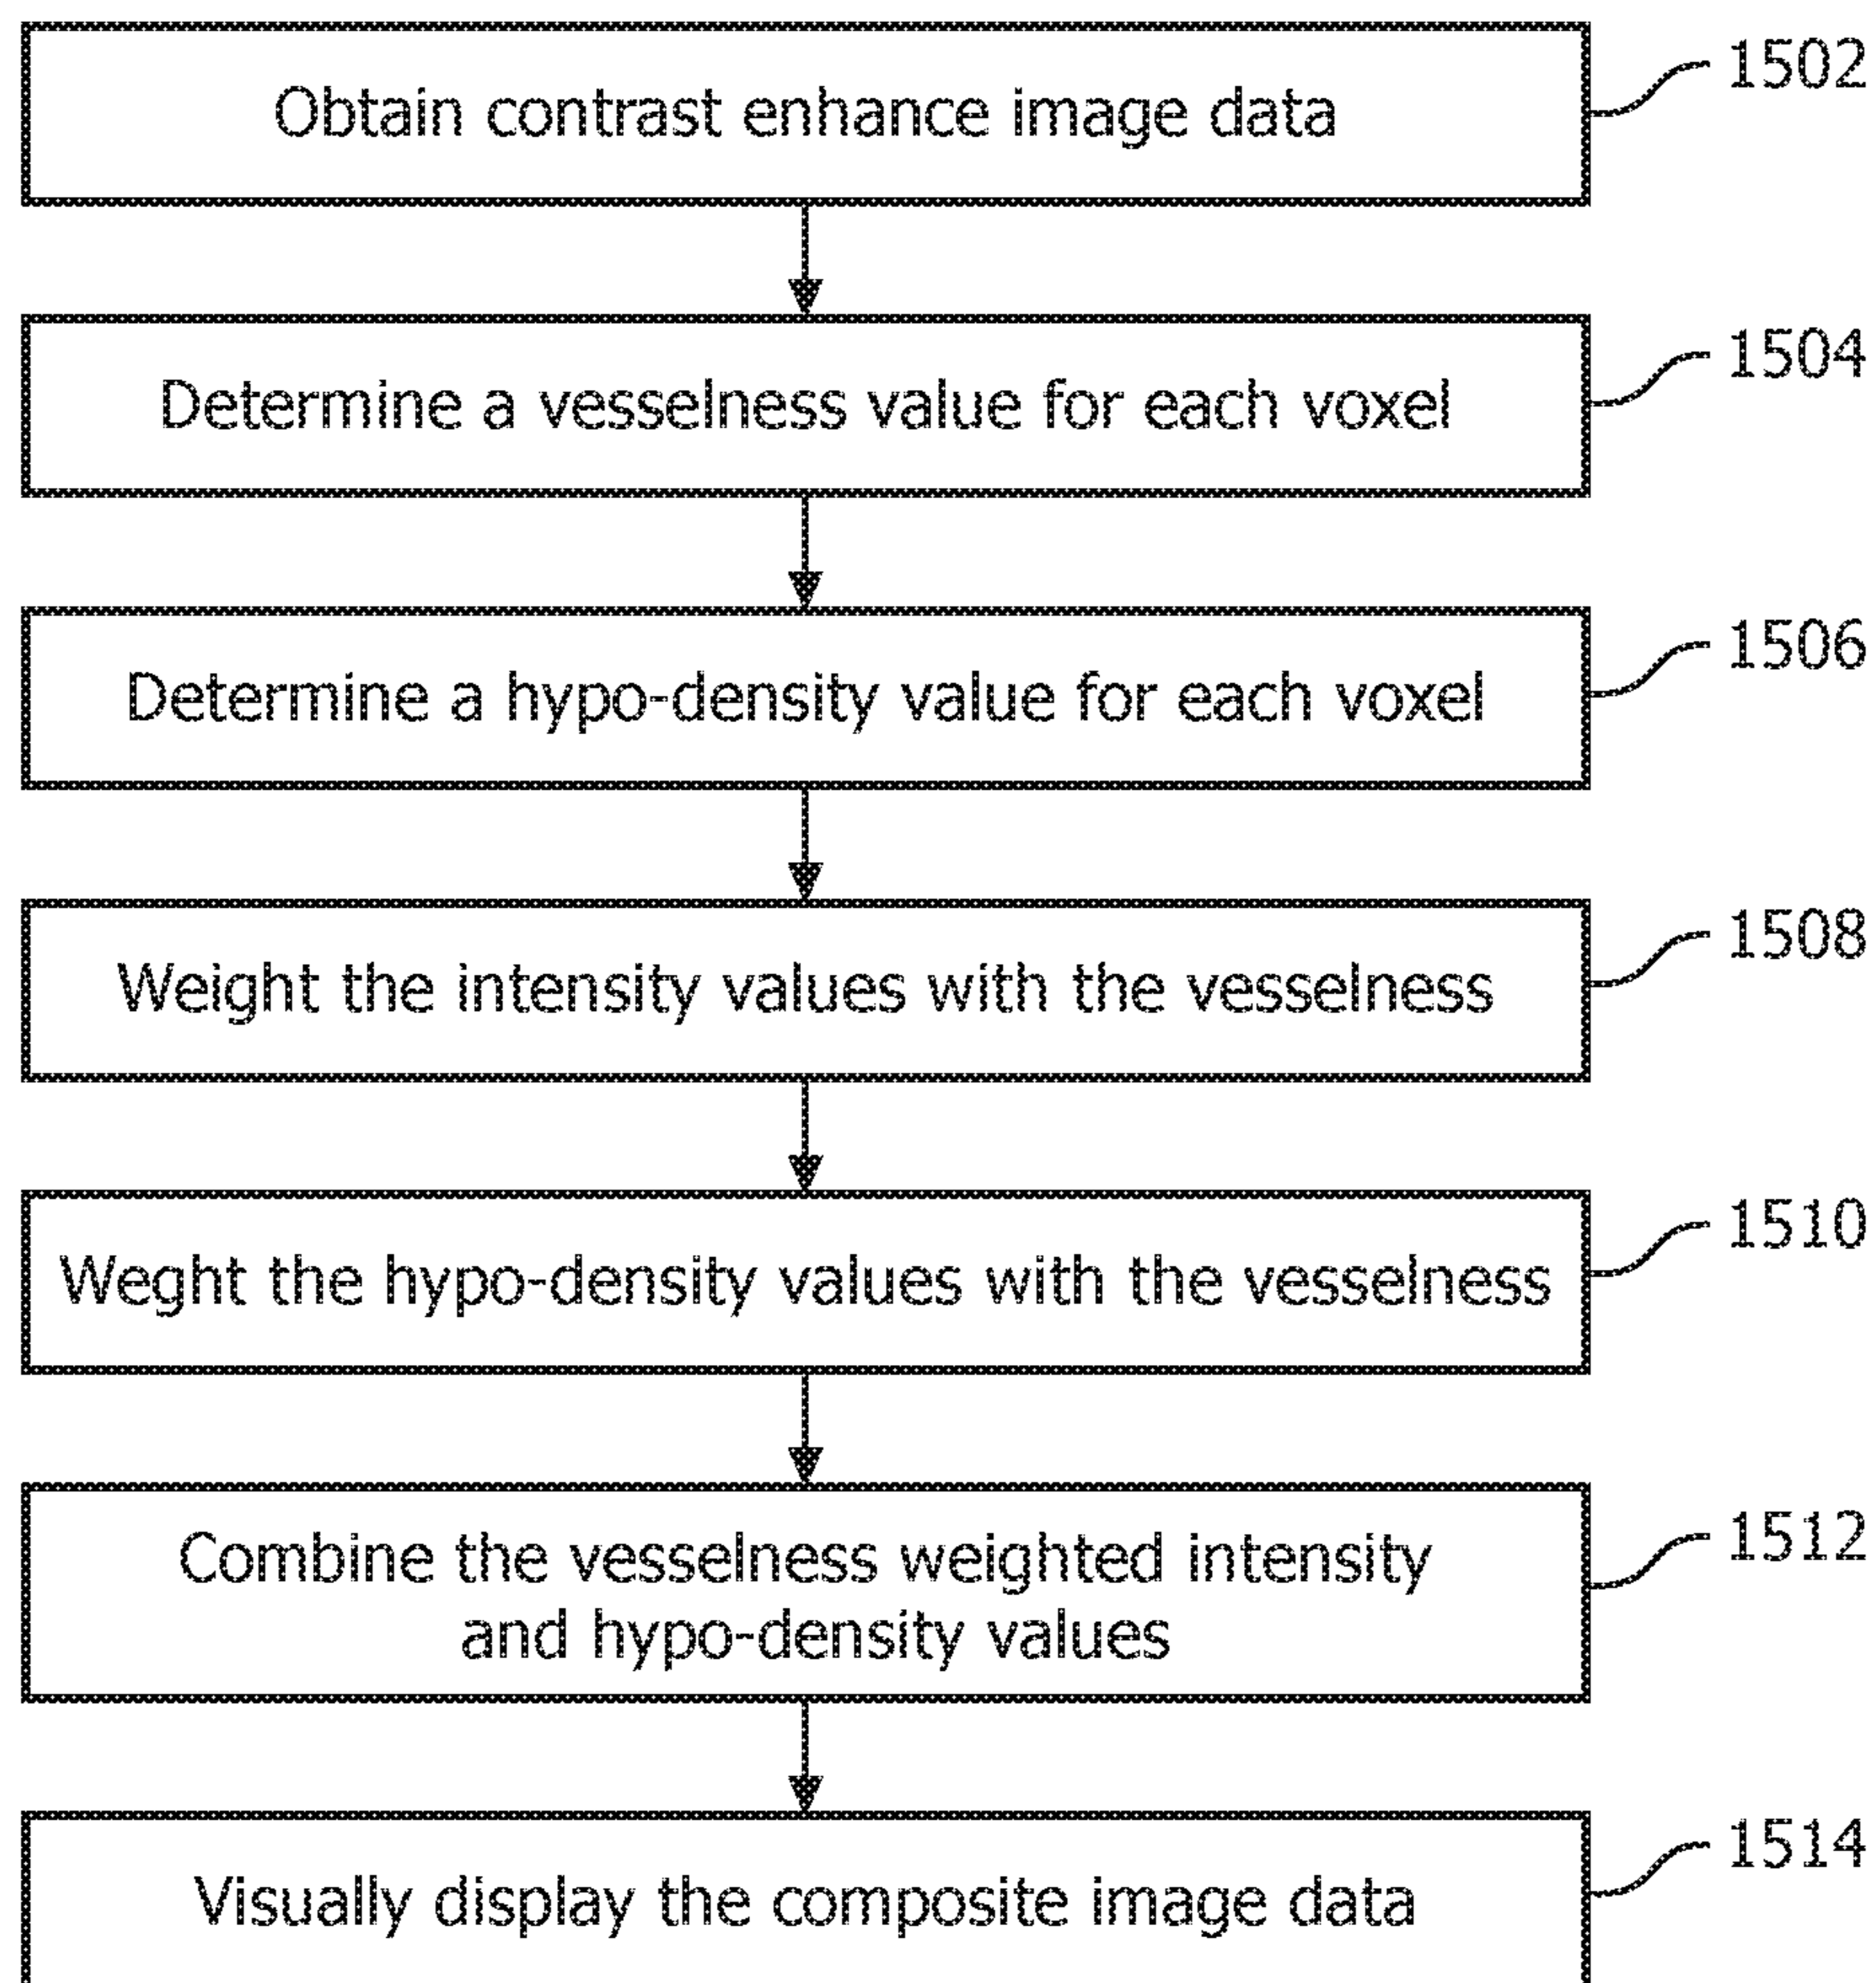 Obtain contrast enhance image data
1502
Determine a vesselness value for each voxel
1504
Determine a hypo-density value for each voxel
1506
Weight the intensity values with the vesselness
1508
Weght the hypo-density values with the vesselness
1510
Combine the vesselness weighted intensity
and hypo-density values
1512
Visually display the composite image data
1514